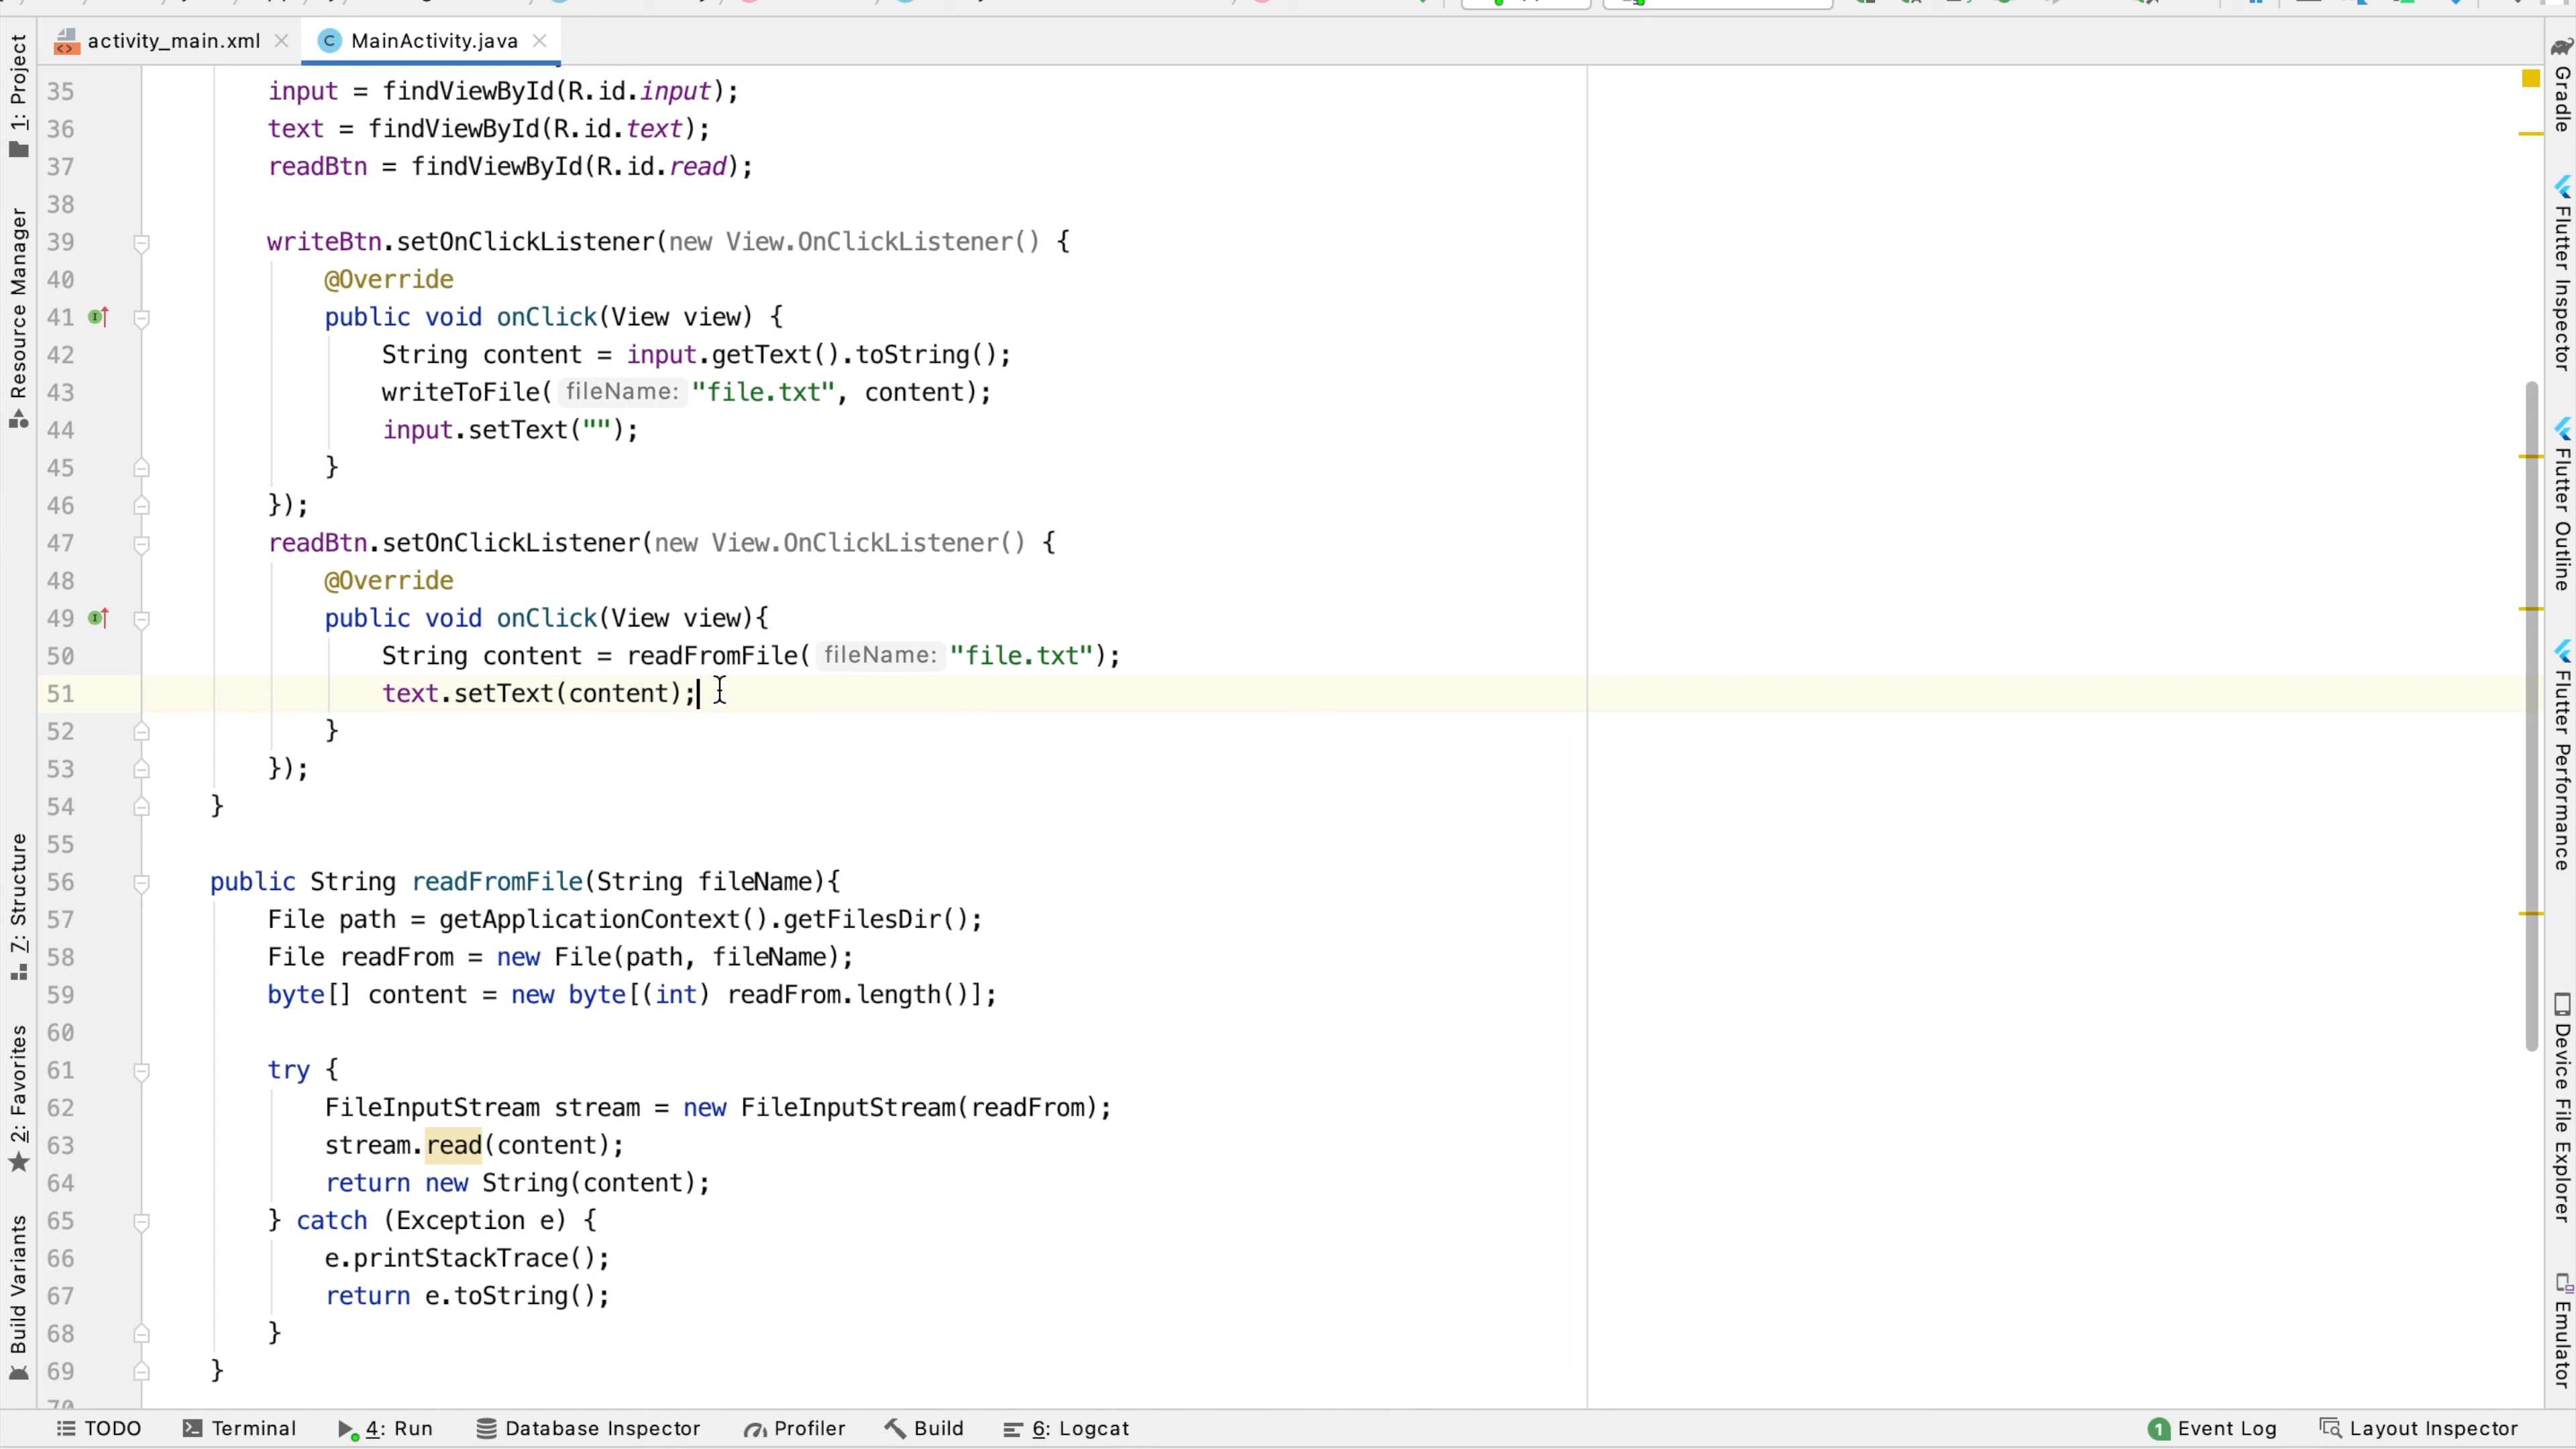 activity_main.xml
MainActivity.java
1: Project
Resource Manager
7: Structure
2: Favorites
Build Variants
35 input = findViewById(R.id.input);
36 text = findViewById(R.id.text);
37 readBtn = findViewById(R.id.read);
38
39 writeBtn.setOnClickListener(new View.OnClickListener() {
40 @Override
41 public void onClick(View view) {
42 String content = input.getText().toString();
43 writeToFile( fileName: "file.txt", content);
44 input.setText("");
45 }
46 });
47 readBtn.setOnClickListener(new View.OnClickListener() {
48 @Override
49 public void onClick(View view){
50 String content = readFromFile( fileName: "file.txt");
51 text.setText(content);
52 }
53 });
54 }
55
56 public String readFromFile(String fileName){
57 File path = getApplicationContext().getFilesDir();
58 File readFrom = new File(path, fileName);
59 byte[] content = new byte[(int) readFrom.length()];
60
61 try {
62 FileInputStream stream = new FileInputStream(readFrom);
63 stream.read(content);
64 return new String(content);
65 } catch (Exception e) {
66 e.printStackTrace();
67 return e.toString();
68 }
69 }
70
Gradle
Flutter Inspector
Flutter Outline
Flutter Performance
Device File Explorer
Emulator
TODO
Terminal
4: Run
Database Inspector
Profiler
Build
6: Logcat
1 Event Log
Layout Inspector